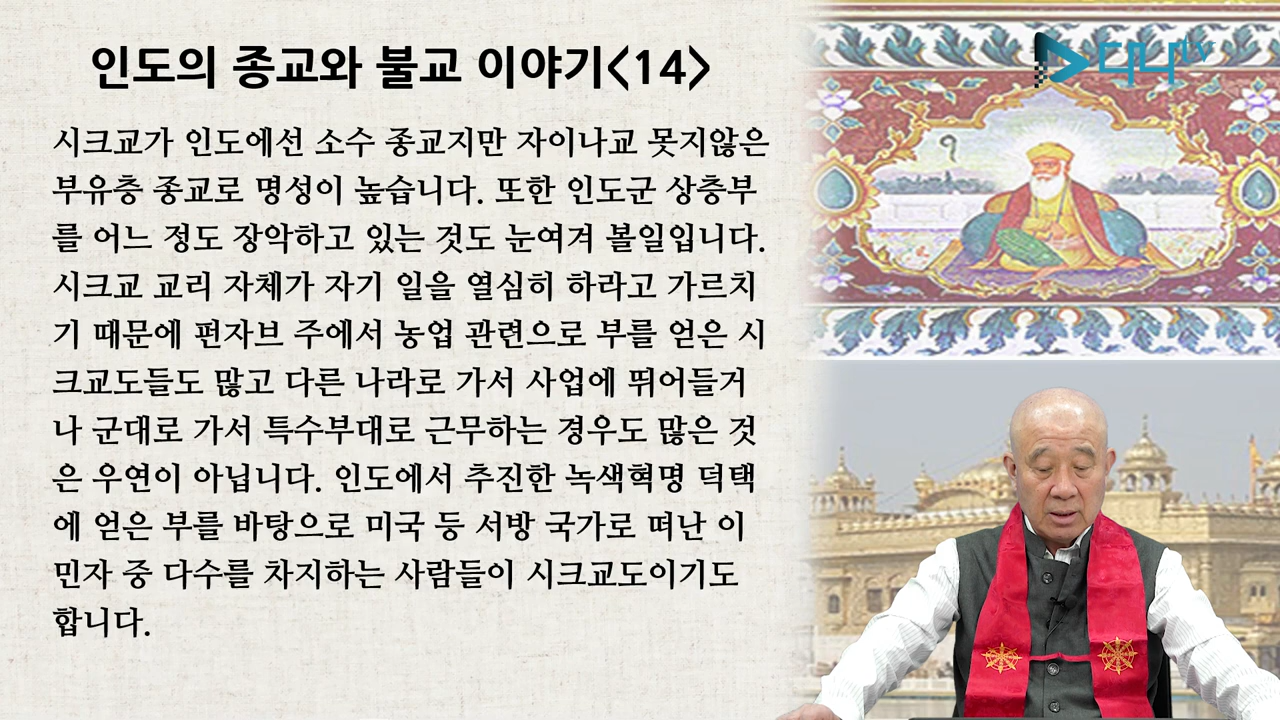 인도의 종교와 불교 이야기<14>
다나tv
시크교가 인도에선 소수 종교지만 자이나교 못지않은
부유층 종교로 명성이 높습니다. 또한 인도군 상층부
를 어느 정도 장악하고 있는 것도 눈여겨 볼일입니다.
시크교 교리 자체가 자기 일을 열심히 하라고 가르치
기 때문에 펀자브 주에서 농업 관련으로 부를 얻은 시
크교도들도 많고 다른 나라로 가서 사업에 뛰어들거
나 군대로 가서 특수부대로 근무하는 경우도 많은 것
은 우연이 아닙니다. 인도에서 추진한 녹색혁명 덕택
에 얻은 부를 바탕으로 미국 등 서방 국가로 떠난 이
민자 중 다수를 차지하는 사람들이 시크교도이기도
합니다.